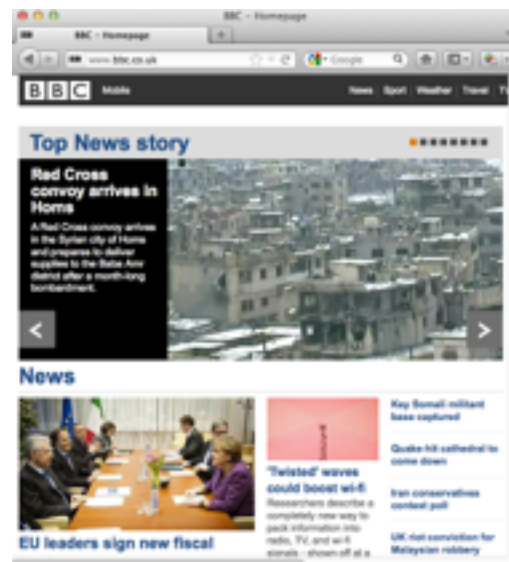 BBC - Homepage
BBC - Homepage
www.bbc.co.uk
Google
BBC Mobile News Sport Weather Travel
Top News story
Red Cross
convoy arrives in
Homs
A Red Cross convoy arrives
in the Syrian city of Homs
and prepares to deliver
supplies to the Baba Amr
district after a month-long
bombardment.
News
EU leaders sign new fiscal
'Twisted' waves
could boost wi-fi
Researchers describe a
completely new way to
pack information into
radio, TV, and wi-fi
signals - shown off at a
Key Somali militant
base captured
Quake-hit cathedral to
come down
Iran conservatives
contest poll
UK riot conviction for
Malaysian robbery